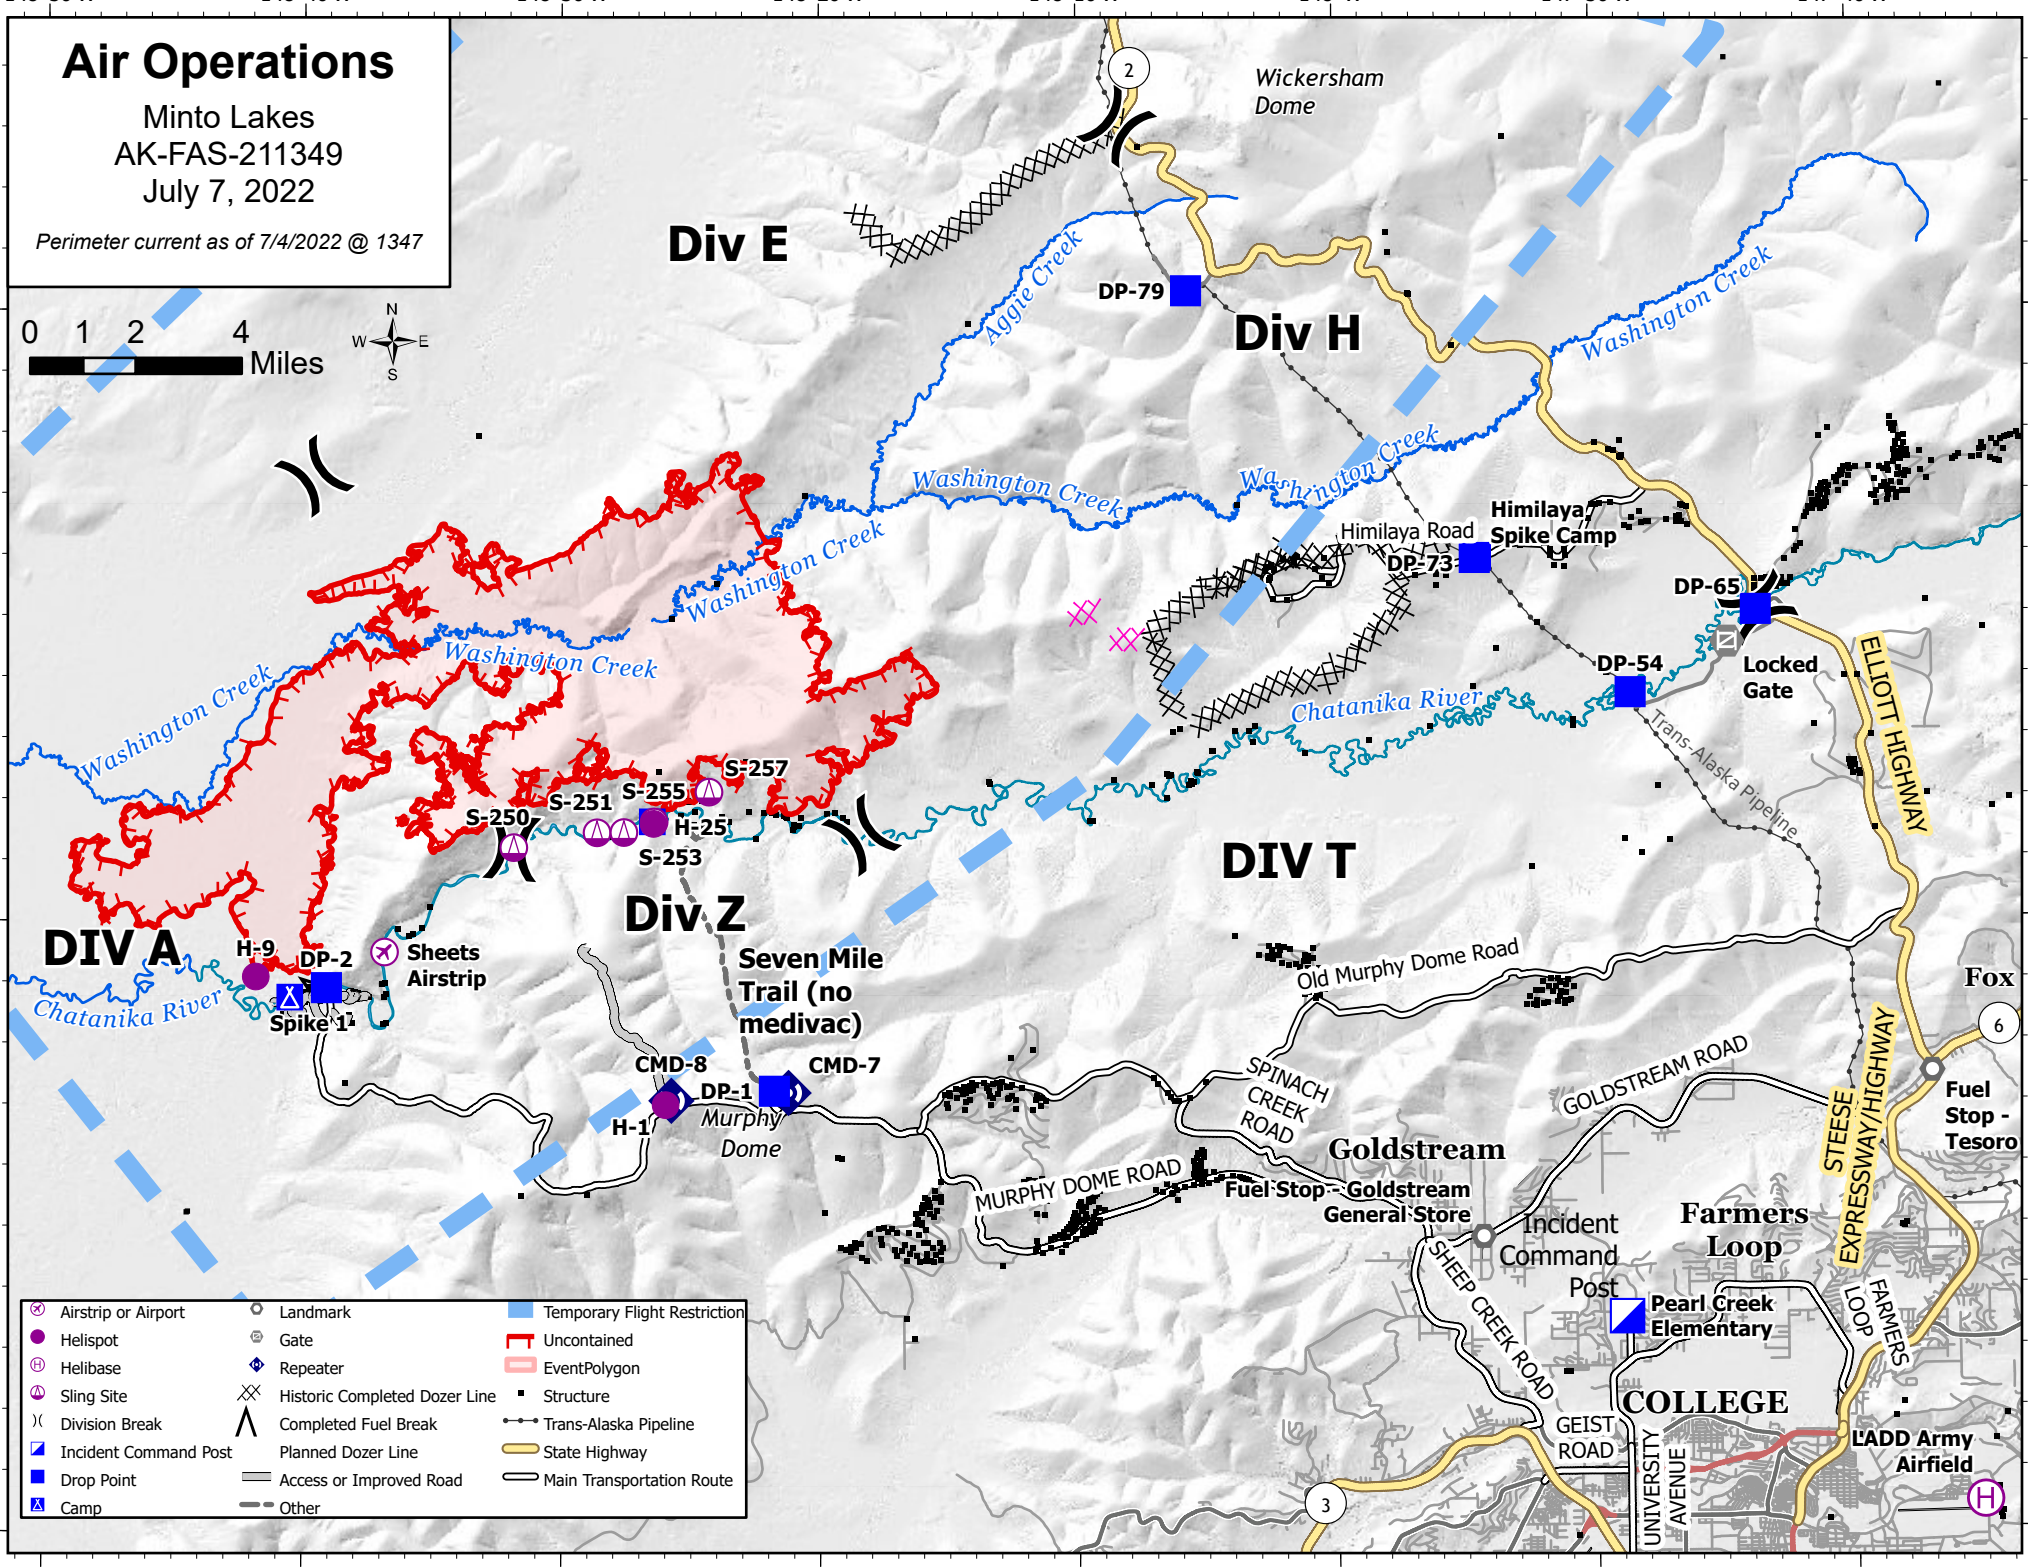 Air Operations
Minto Lakes
AK-FAS-211349
July 7, 2022
Perimeter current as of 7/4/2022 @ 1347
0 1 2 4
Miles
N
W E
S
2
Wickersham
Dome
Div E
Aggie Creek
DP-79
Div H
Washington Creek
Washington Creek
Washington Creek
Washington Creek
Washington Creek
Washington Creek
Himilaya Road
Himilaya
Spike Camp
DP-73
DP-65
Locked
Gate
DP-54
Chatanika River
Trans-Alaska Pipeline
ELLIOTT HIGHWAY
S-257
S-255
S-251
S-250
H-25
S-253
DIV T
Div Z
DIV A
H-9
DP-2
Sheets
Airstrip
Spike 1
Chatanika River
Seven Mile
Trail (no
medivac)
CMD-8
CMD-7
DP-1
H-1
Murphy
Dome
Old Murphy Dome Road
Fox
6
SPINACH
CREEK
ROAD
GOLDSTREAM ROAD
STEESE
EXPRESSWAY/HIGHWAY
Fuel
Stop -
Tesoro
Goldstream
MURPHY DOME ROAD
Fuel Stop - Goldstream
General Store
Incident
Command
Post
Farmers
Loop
SHEEP CREEK ROAD
Pearl Creek
Elementary
FARMERS
LOOP
COLLEGE
GEIST
ROAD
UNIVERSITY
AVENUE
LADD Army
Airfield
H
3
Airstrip or Airport
Helispot
Helibase
Sling Site
Division Break
Incident Command Post
Drop Point
Camp
Landmark
Gate
Repeater
Historic Completed Dozer Line
Completed Fuel Break
Planned Dozer Line
Access or Improved Road
Other
Temporary Flight Restriction
Uncontained
EventPolygon
Structure
Trans-Alaska Pipeline
State Highway
Main Transportation Route